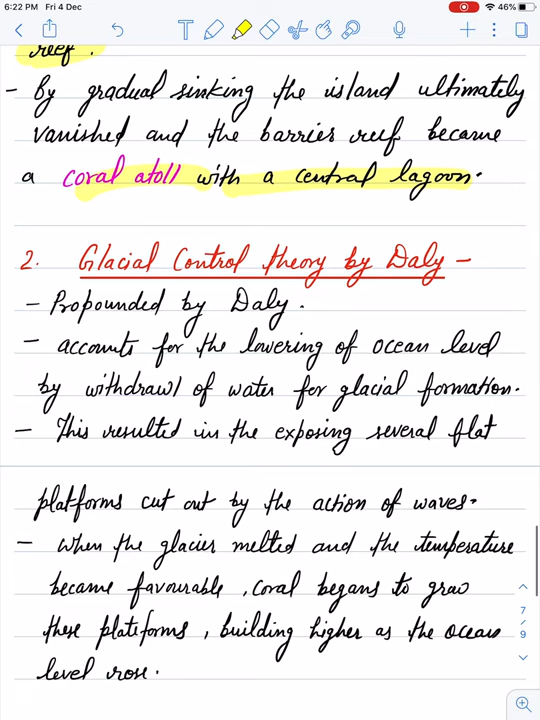 6:22 PM Fri 4 Dec
46%
reef.
- By gradual sinking the island ultimately
vanished and the barries reef became
a coral atoll with a central lagoon.
2. Glacial Control theory by Daly -
- Propounded by Daly.
- accounts for the lowering of ocean level
by withdrawl of water for glacial formation.
- This resulted in the exposing several flat
platforms cut out by the action of waves.
- when the glacier melted and the temperature
became favourable, coral begans to grow
these plateforms, building higher as the ocean
level rose.
7
/
9